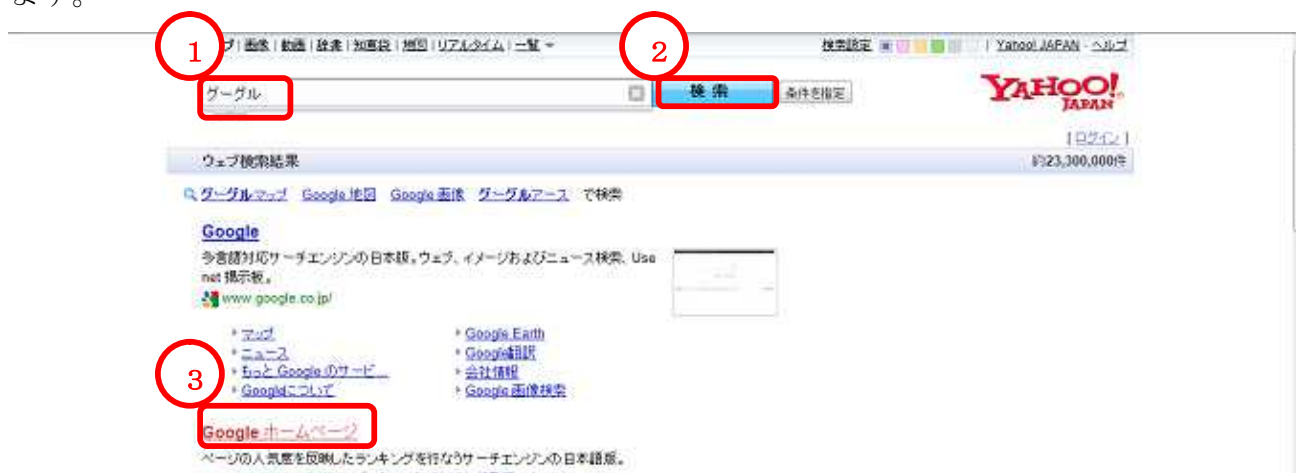 ます。
1 プ | 画像 | 動画 | 辞書 | 知恵袋 | 地図 | リアルタイム | 一覧 2 検索設定 | Yahoo! JAPAN - ヘルプ
グーグル 検索 条件を指定 YAHOO! JAPAN
[ログイン]
ウェブ検索結果 約23,300,000件
グーグルマップ Google 地図 Google 画像 グーグルアース で検索
Google
多言語対応サーチエンジンの日本版。ウェブ、イメージおよびニュース検索、Use
net 掲示板。
www.google.co.jp/
マップ Google Earth
ニュース Google翻訳
もっと Google のサービ... 会社情報
3 Googleについて Google 画像検索
Google ホームページ
ページの人気度を反映したランキングを行なうサーチエンジンの日本語版。